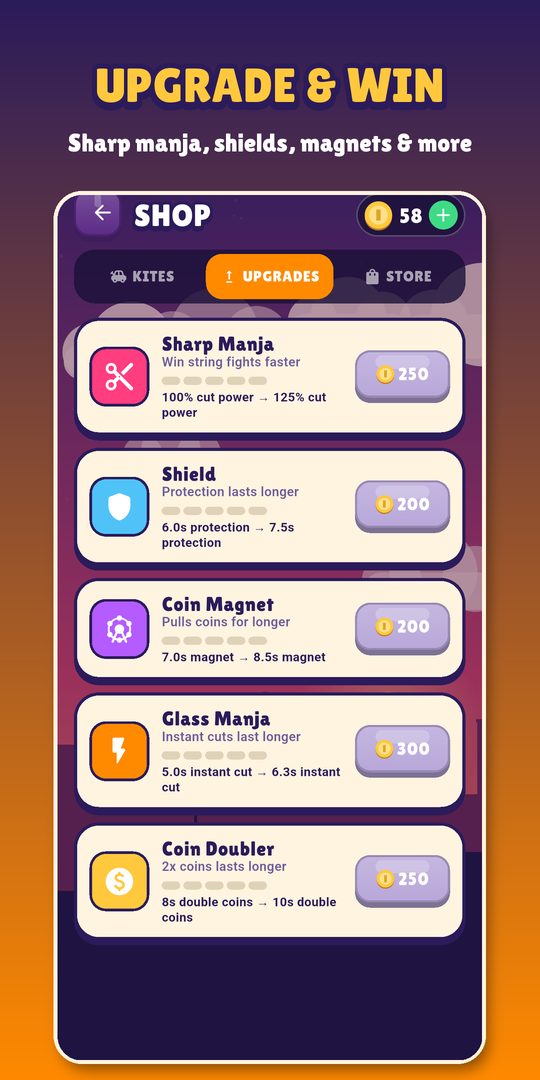 UPGRADE & WIN
Sharp manja, shields, magnets & more
SHOP
58
KITES
UPGRADES
STORE
Sharp Manja
Win string fights faster
100% cut power → 125% cut
power
250
Shield
Protection lasts longer
6.0s protection → 7.5s
protection
200
Coin Magnet
Pulls coins for longer
7.0s magnet → 8.5s magnet
200
Glass Manja
Instant cuts last longer
5.0s instant cut → 6.3s instant
cut
300
Coin Doubler
2x coins lasts longer
8s double coins → 10s double
coins
250